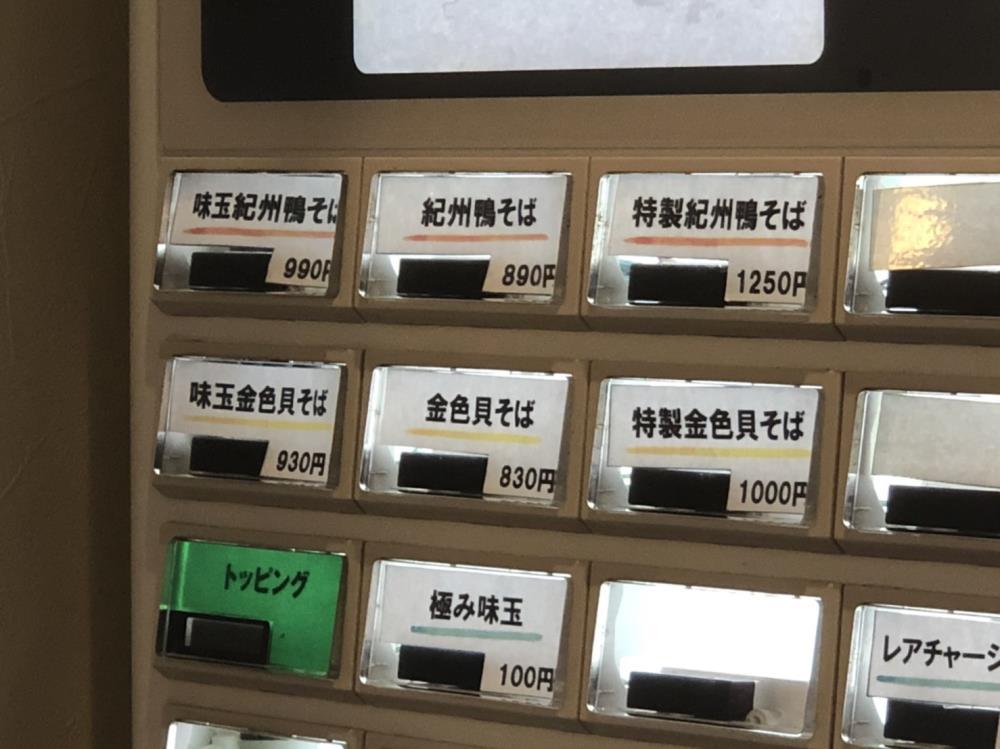 味玉紀州鴨そば
990円
紀州鴨そば
890円
特製紀州鴨そば
1250円
味玉金色貝そば
930円
金色貝そば
830円
特製金色貝そば
1000円
トッピング
極み味玉
100円
レアチャーシ